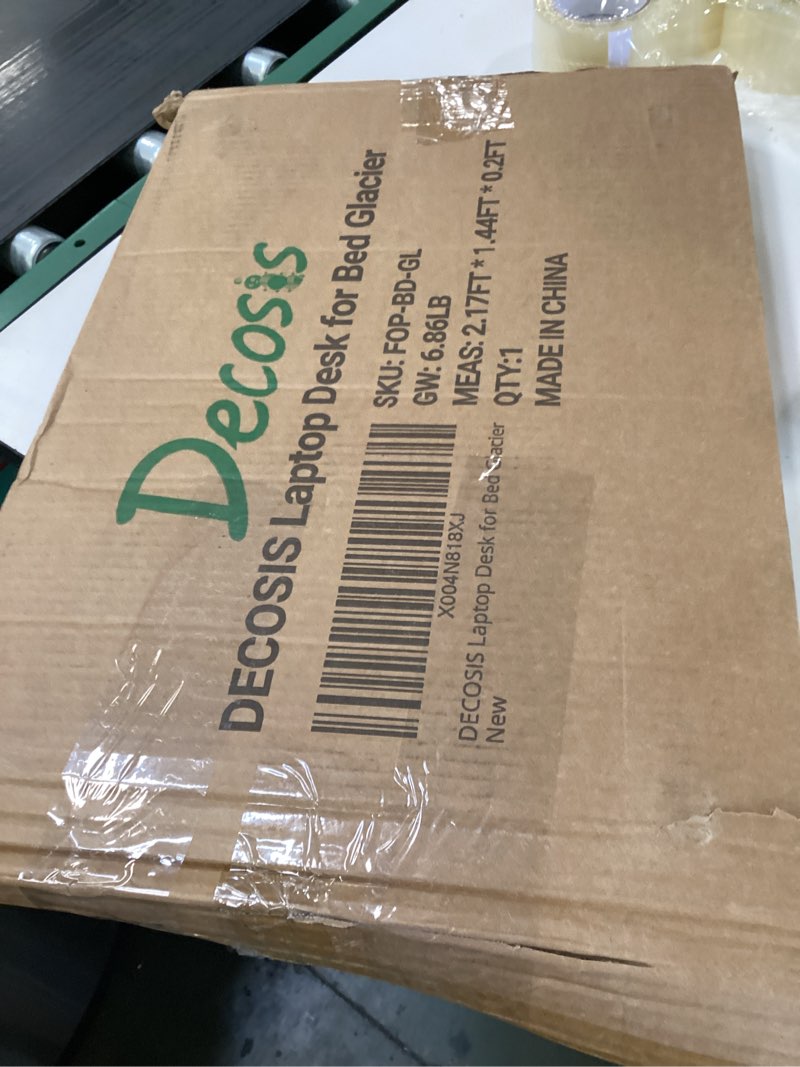 Decosis
DECOSIS Laptop Desk for Bed Glacier
SKU: FOP-BD-GL
GW: 6.86LB
MEAS: 2.17FT*1.44FT*0.2FT
QTY:1
MADE IN CHINA
X004N818XJ
DECOSIS Laptop Desk for Bed Glacier
New